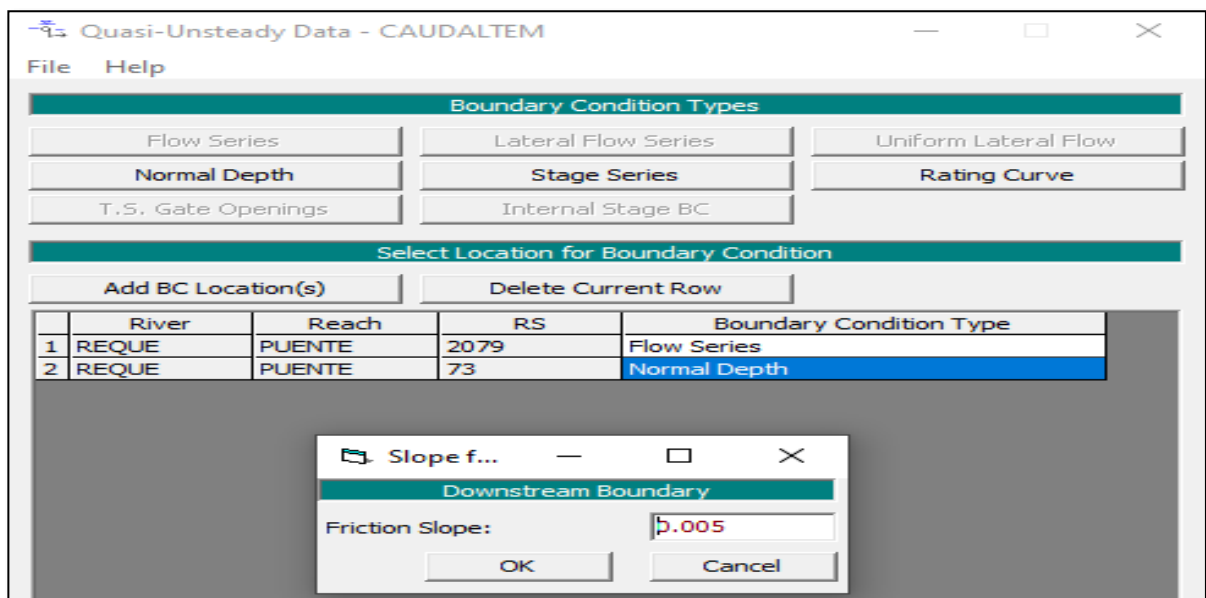 Quasi-Unsteady Data - CAUDALTEM
File Help
Boundary Condition Types
Flow Series Lateral Flow Series Uniform Lateral Flow
Normal Depth Stage Series Rating Curve
T.S. Gate Openings Internal Stage BC
Select Location for Boundary Condition
Add BC Location(s) Delete Current Row
River Reach RS Boundary Condition Type
1 REQUE PUENTE 2079 Flow Series
2 REQUE PUENTE 73 Normal Depth
Slope f...
Downstream Boundary
Friction Slope: 0.005
OK Cancel